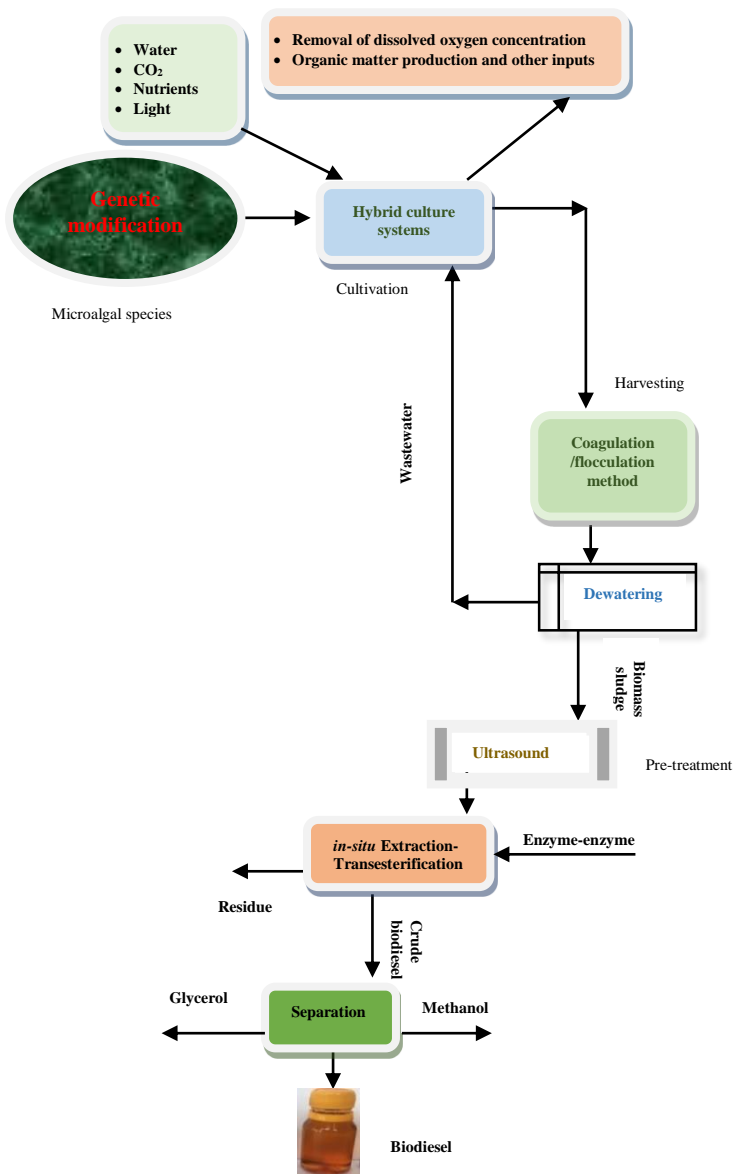 • Water
• CO₂
• Nutrients
• Light
• Removal of dissolved oxygen concentration
• Organic matter production and other inputs
Genetic
modification
Microalgal species
Hybrid culture
systems
Cultivation
Wastewater
Harvesting
Coagulation
/flocculation
method
Dewatering
Biomass
sludge
Ultrasound
Pre-treatment
in-situ Extraction-
Transesterification
Enzyme-enzyme
Residue
Crude
biodiesel
Glycerol
Separation
Methanol
Biodiesel